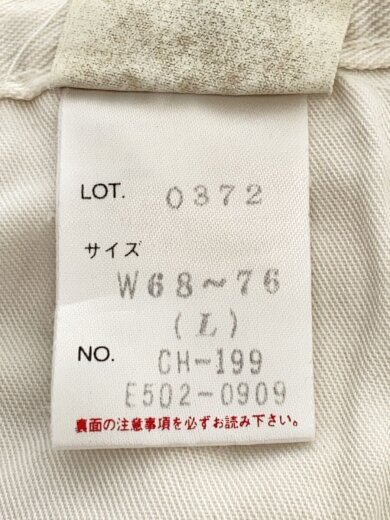 LOT. 0372
サイズ
W68~76
(L)
NO. CH-199
E502-0909
裏面の注意事項を必ずお読み下さい。